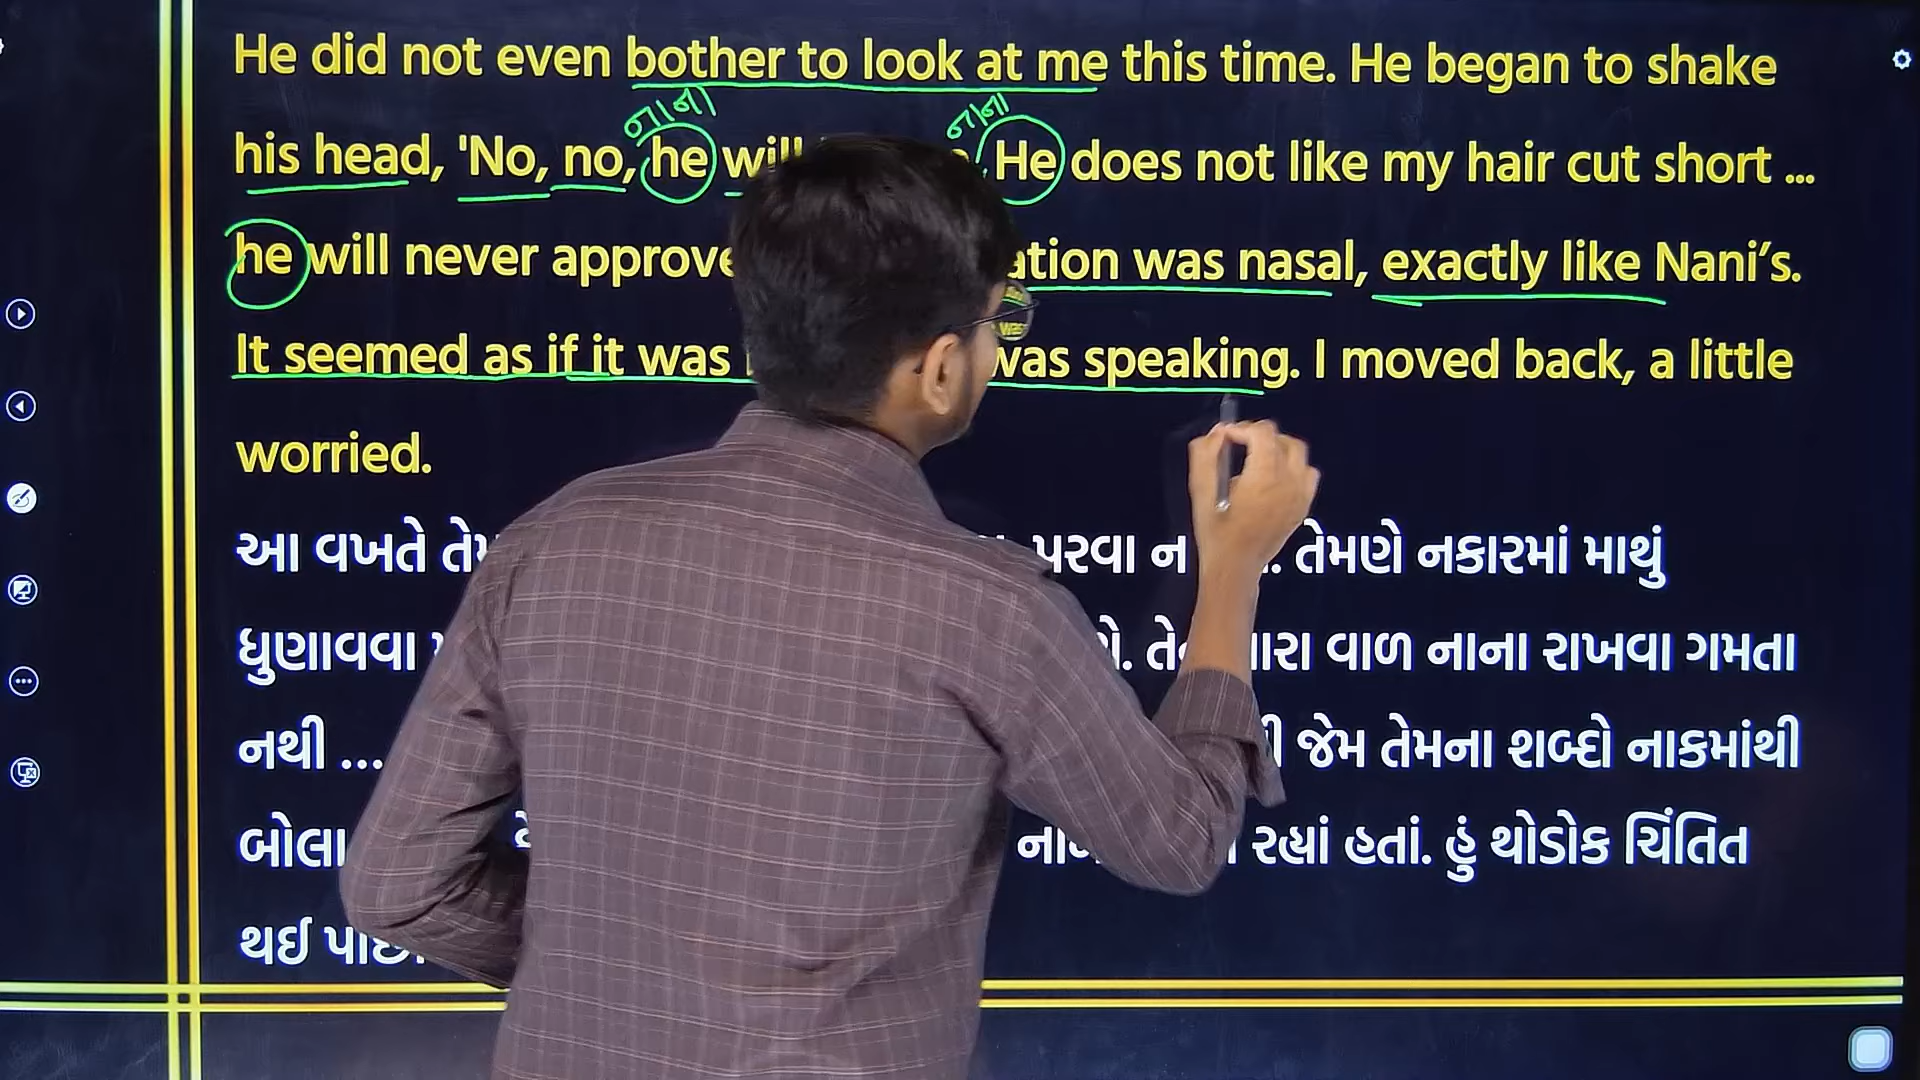 He did not even bother to look at me this time. He began to shake
નાના નાના
his head, 'No, no, he will He does not like my hair cut short ...
he will never approve was nasal, exactly like Nani's.
It seemed as if it was was speaking. I moved back, a little
worried.
આ વખતે પરવા ન તેમણે નકારમાં માથું
ધુણાવવા વાળ નાના રાખવા ગમતા
નથી ... જેમ તેમના શબ્દો નાકમાંથી
રહ્યાં હતાં. હું થોડોક ચિંતિત
થઈ